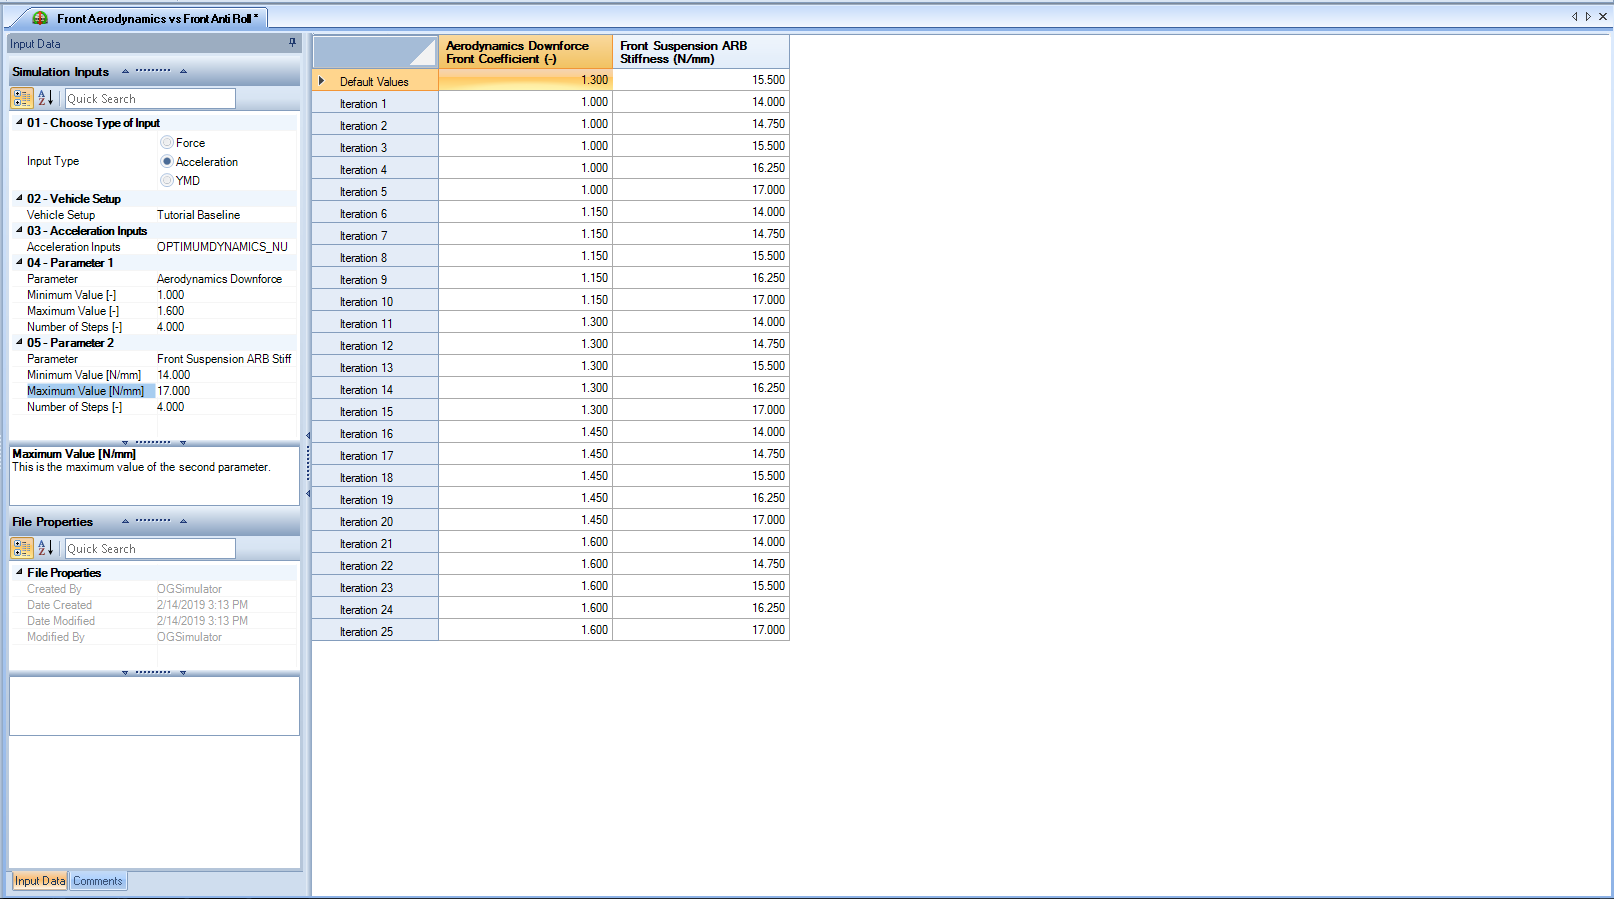 Front Aerodynamics vs Front Anti Roll *
Input Data
Simulation Inputs
Quick Search
01 - Choose Type of Input
Input Type
Force
Acceleration
YMD
02 - Vehicle Setup
Vehicle Setup Tutorial Baseline
03 - Acceleration Inputs
Acceleration Inputs OPTIMUMDYNAMICS_NU
04 - Parameter 1
Parameter Aerodynamics Downforce
Minimum Value [-] 1.000
Maximum Value [-] 1.600
Number of Steps [-] 4.000
05 - Parameter 2
Parameter Front Suspension ARB Stiff
Minimum Value [N/mm] 14.000
Maximum Value [N/mm] 17.000
Number of Steps [-] 4.000
Maximum Value [N/mm]
This is the maximum value of the second parameter.
File Properties
Quick Search
File Properties
Created By OGSimulator
Date Created 2/14/2019 3:13 PM
Date Modified 2/14/2019 3:13 PM
Modified By OGSimulator
Input Data Comments
Aerodynamics Downforce Front Suspension ARB
Front Coefficient (-) Stiffness (N/mm)
Default Values 1.300 15.500
Iteration 1 1.000 14.000
Iteration 2 1.000 14.750
Iteration 3 1.000 15.500
Iteration 4 1.000 16.250
Iteration 5 1.000 17.000
Iteration 6 1.150 14.000
Iteration 7 1.150 14.750
Iteration 8 1.150 15.500
Iteration 9 1.150 16.250
Iteration 10 1.150 17.000
Iteration 11 1.300 14.000
Iteration 12 1.300 14.750
Iteration 13 1.300 15.500
Iteration 14 1.300 16.250
Iteration 15 1.300 17.000
Iteration 16 1.450 14.000
Iteration 17 1.450 14.750
Iteration 18 1.450 15.500
Iteration 19 1.450 16.250
Iteration 20 1.450 17.000
Iteration 21 1.600 14.000
Iteration 22 1.600 14.750
Iteration 23 1.600 15.500
Iteration 24 1.600 16.250
Iteration 25 1.600 17.000